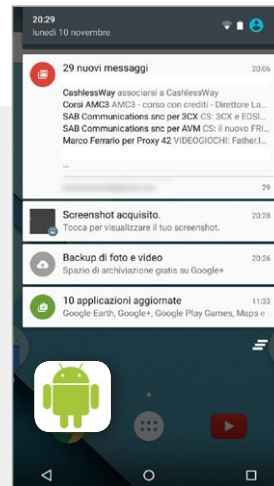 20:29
lunedì 10 novembre
29 nuovi messaggi 20:06
CashlessWay associarsi a CashlessWay
Corsi AMC3 AMC3 - corso con crediti - Direttore La...
SAB Communications snc per 3CX CS: 3CX e EDSl...
SAB Communications snc per AVM CS: il nuovo FRI...
Marco Ferrario per Proxy 42 VIDEOGIOCHI: Father.I...
...
29
Screenshot acquisito. 20:28
Tocca per visualizzare il tuo screenshot.
Backup di foto e video 20:26
Spazio di archiviazione gratis su Google+
10 applicazioni aggiornate 11:33
Google Earth, Google+, Google Play Games, Maps e